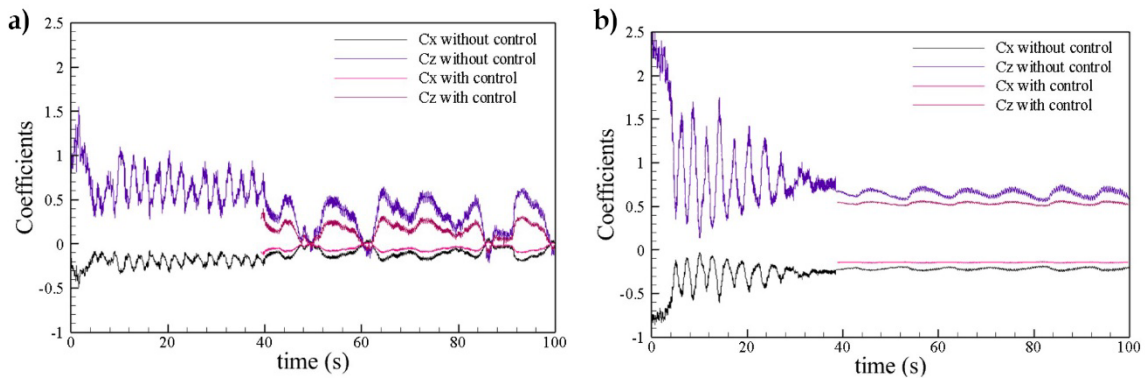 a)
2.5
2
1.5
1
0.5
0
-0.5
-1
Coefficients
Cx without control
Cz without control
Cx with control
Cz with control
0
20
40
60
80
100
time (s)
b)
2.5
2
1.5
1
0.5
0
-0.5
-1
Coefficients
Cx without control
Cz without control
Cx with control
Cz with control
0
20
40
60
80
100
time (s)